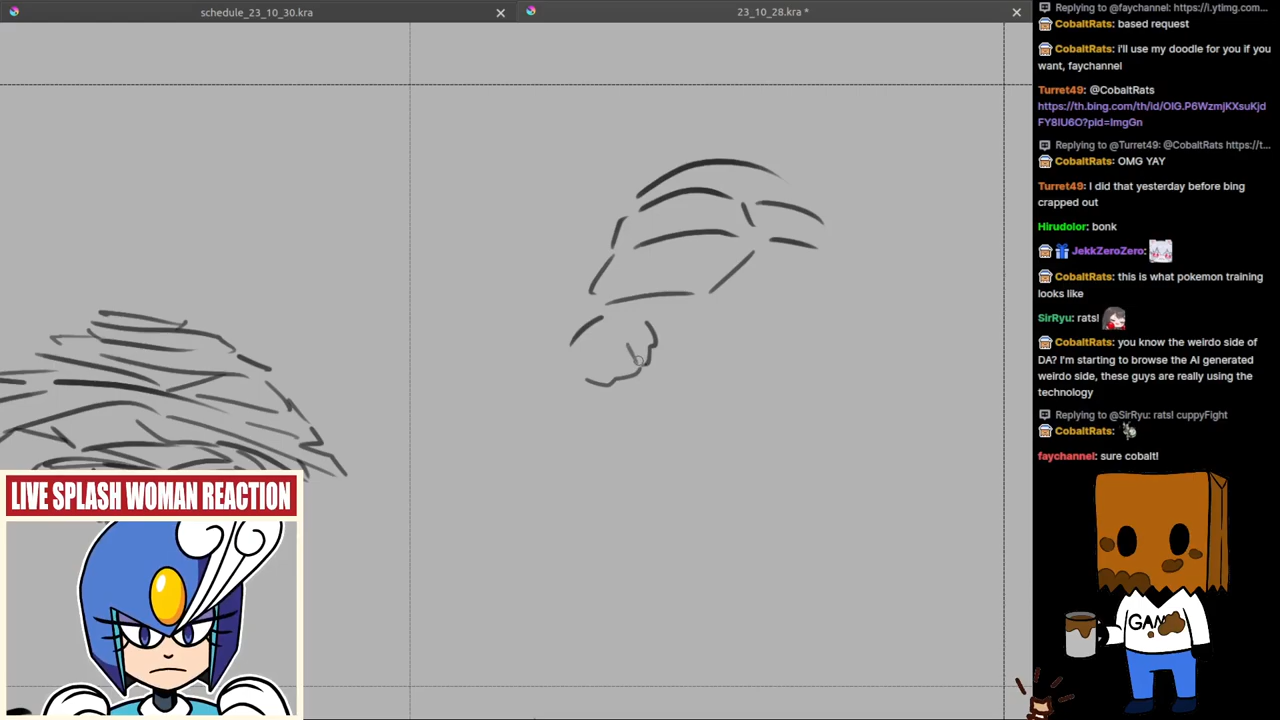 schedule_23_10_30.kra
23_10_28.kra *
Replying to @faychannel: https://i.ytimg.com...
CobaltRats: based request
CobaltRats: i'll use my doodle for you if you
want, faychannel
Turret49: @CobaltRats
https://th.bing.com/th/id/OIG.P6WzmjKXsuKjd
FY8IU6O?pid=ImgGn
Replying to @Turret49: @CobaltRats https://t...
CobaltRats: OMG YAY
Turret49: I did that yesterday before bing
crapped out
Hirudolor: bonk
JekkZeroZero:
CobaltRats: this is what pokemon training
looks like
SirRyu: rats!
CobaltRats: you know the weirdo side of
DA? I'm starting to browse the AI generated
weirdo side, these guys are really using the
technology
Replying to @SirRyu: rats! cuppyFight
CobaltRats:
faychannel: sure cobalt!
LIVE SPLASH WOMAN REACTION